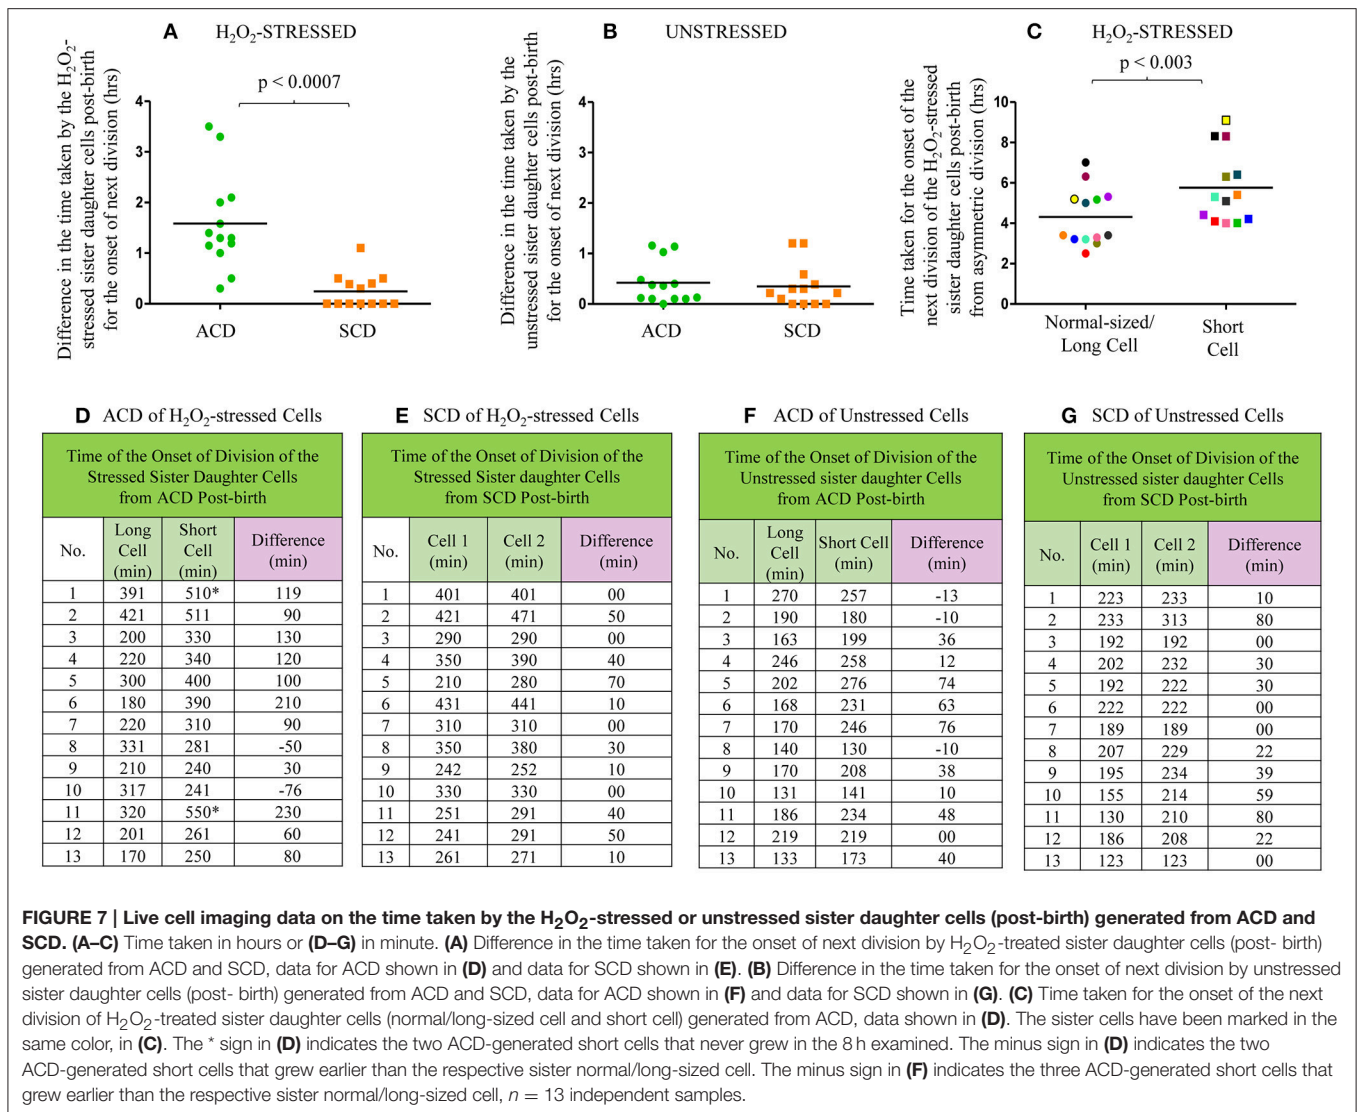 A H₂O₂-STRESSED
p < 0.0007
Difference in the time taken by the H₂O₂-
stressed sister daughter cells post-birth
for the onset of next division (hrs)
4
3
2
1
0
ACD SCD
B UNSTRESSED
Difference in the time taken by the
unstressed sister daughter cells post-birth
for the onset of next division (hrs)
4
3
2
1
0
ACD SCD
C H₂O₂-STRESSED
p < 0.003
Time taken for the onset of the
next division of the H₂O₂-stressed
sister daughter cells post-birth
from asymmetric division (hrs)
10
8
6
4
2
0
Normal-sized/
Long Cell
Short
Cell
D ACD of H₂O₂-stressed Cells
Time of the Onset of Division of the
Stressed Sister Daughter Cells
from ACD Post-birth
No. Long Cell (min) Short Cell (min) Difference (min)
1 391 510* 119
2 421 511 90
3 200 330 130
4 220 340 120
5 300 400 100
6 180 390 210
7 220 310 90
8 331 281 -50
9 210 240 30
10 317 241 -76
11 320 550* 230
12 201 261 60
13 170 250 80
E SCD of H₂O₂-stressed Cells
Time of the Onset of Division of the
Stressed Sister daughter Cells
from SCD Post-birth
No. Cell 1 (min) Cell 2 (min) Difference (min)
1 401 401 00
2 421 471 50
3 290 290 00
4 350 390 40
5 210 280 70
6 431 441 10
7 310 310 00
8 350 380 30
9 242 252 10
10 330 330 00
11 251 291 40
12 241 291 50
13 261 271 10
F ACD of Unstressed Cells
Time of the Onset of Division of the
Unstressed sister daughter Cells
from ACD Post-birth
No. Long Cell (min) Short Cell (min) Difference (min)
1 270 257 -13
2 190 180 -10
3 163 199 36
4 246 258 12
5 202 276 74
6 168 231 63
7 170 246 76
8 140 130 -10
9 170 208 38
10 131 141 10
11 186 234 48
12 219 219 00
13 133 173 40
G SCD of Unstressed Cells
Time of the Onset of Division of the
Unstressed sister daughter Cells
from SCD Post-birth
No. Cell 1 (min) Cell 2 (min) Difference (min)
1 223 233 10
2 233 313 80
3 192 192 00
4 202 232 30
5 192 222 30
6 222 222 00
7 189 189 00
8 207 229 22
9 195 234 39
10 155 214 59
11 130 210 80
12 186 208 22
13 123 123 00
FIGURE 7 | Live cell imaging data on the time taken by the H₂O₂-stressed or unstressed sister daughter cells (post-birth) generated from ACD and
SCD. (A–C) Time taken in hours or (D–G) in minute. (A) Difference in the time taken for the onset of next division by H₂O₂-treated sister daughter cells (post- birth)
generated from ACD and SCD, data for ACD shown in (D) and data for SCD shown in (E). (B) Difference in the time taken for the onset of next division by unstressed
sister daughter cells (post- birth) generated from ACD and SCD, data for ACD shown in (F) and data for SCD shown in (G). (C) Time taken for the onset of the next
division of H₂O₂-treated sister daughter cells (normal/long-sized cell and short cell) generated from ACD, data shown in (D). The sister cells have been marked in the
same color, in (C). The * sign in (D) indicates the two ACD-generated short cells that never grew in the 8 h examined. The minus sign in (D) indicates the two
ACD-generated short cells that grew earlier than the respective sister normal/long-sized cell. The minus sign in (F) indicates the three ACD-generated short cells that
grew earlier than the respective sister normal/long-sized cell, n = 13 independent samples.